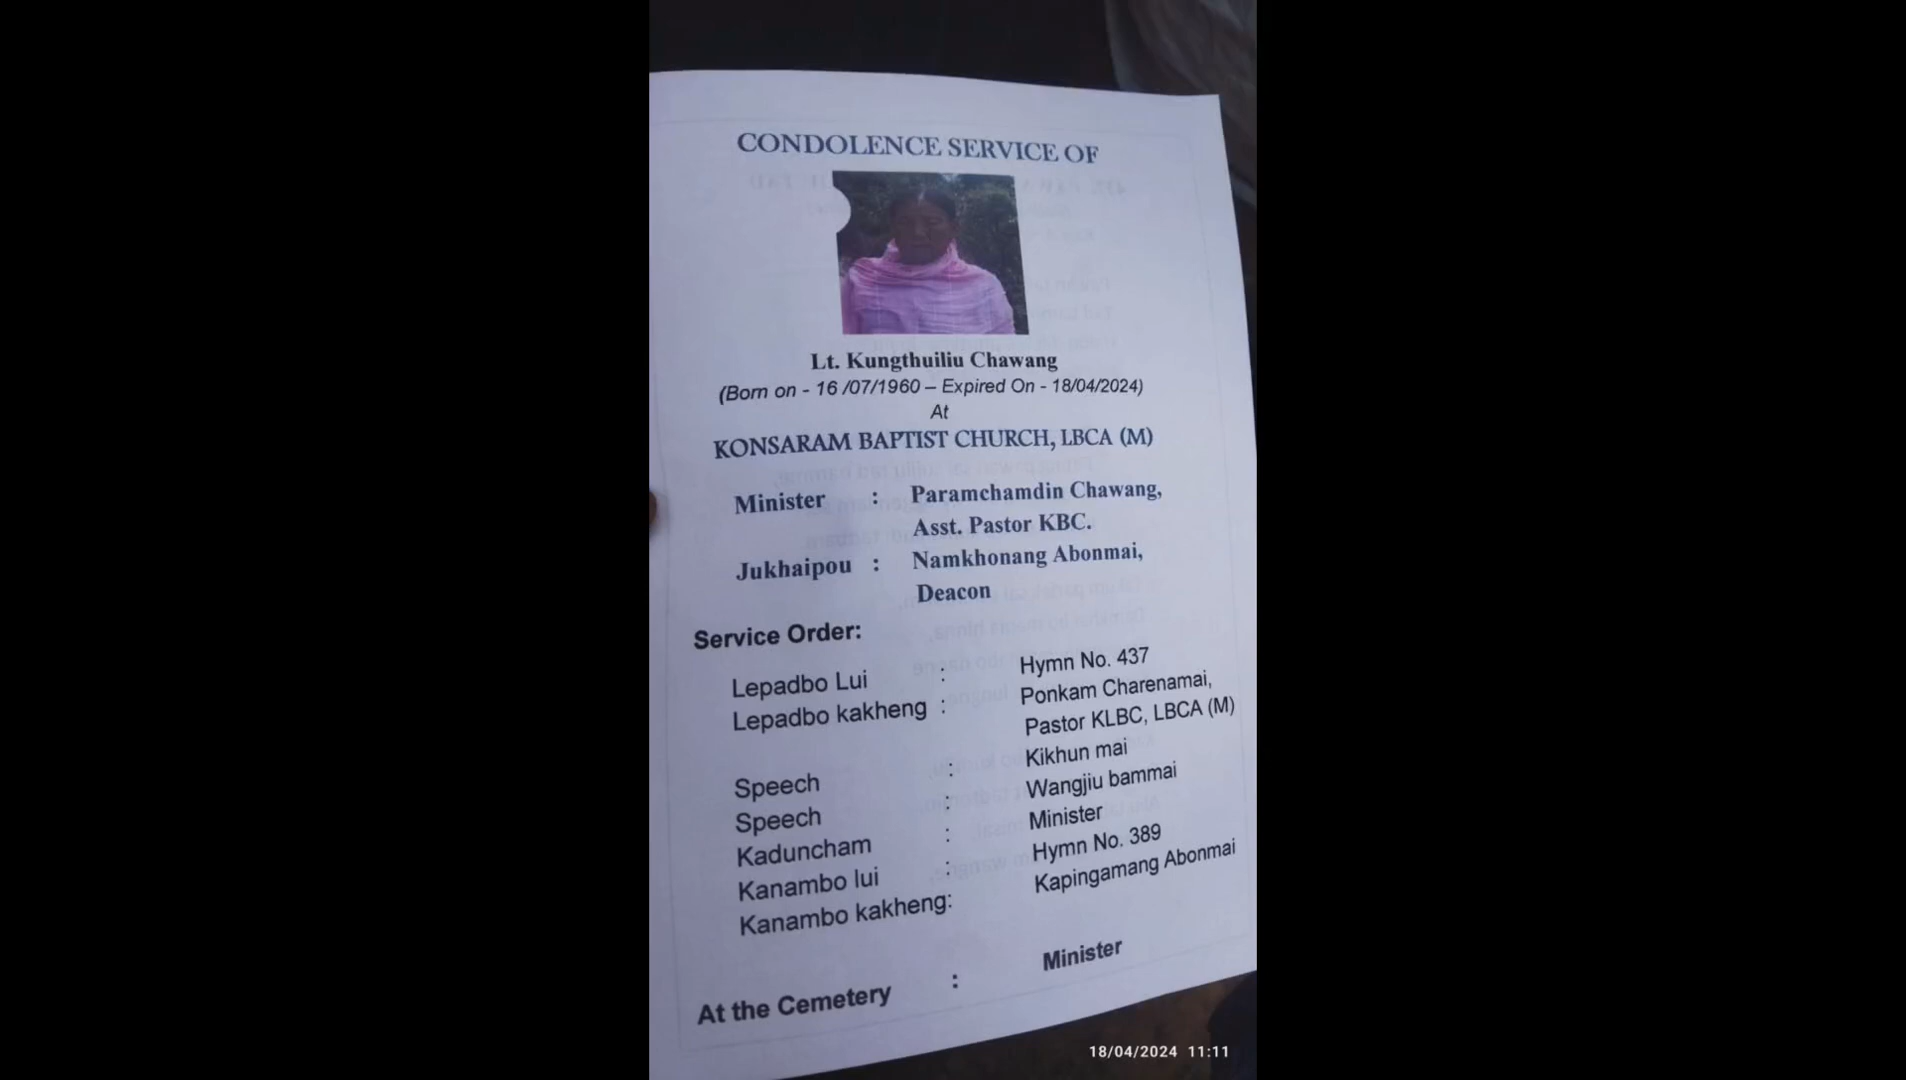 CONDOLENCE SERVICE OF
Lt. Kungthuiliu Chawang
(Born on - 16 /07/1960 – Expired On - 18/04/2024)
At
KONSARAM BAPTIST CHURCH, LBCA (M)
Minister : Paramchamdin Chawang,
Asst. Pastor KBC.
Jukhaipou : Namkhonang Abonmai,
Deacon
Service Order:
Lepadbo Lui : Hymn No. 437
Lepadbo kakheng : Ponkam Charenamai,
Pastor KLBC, LBCA (M)
Speech : Kikhun mai
Speech : Wangjiu bammai
Kaduncham : Minister
Kanambo lui : Hymn No. 389
Kanambo kakheng: Kapingamang Abonmai
At the Cemetery : Minister
18/04/2024 11:11